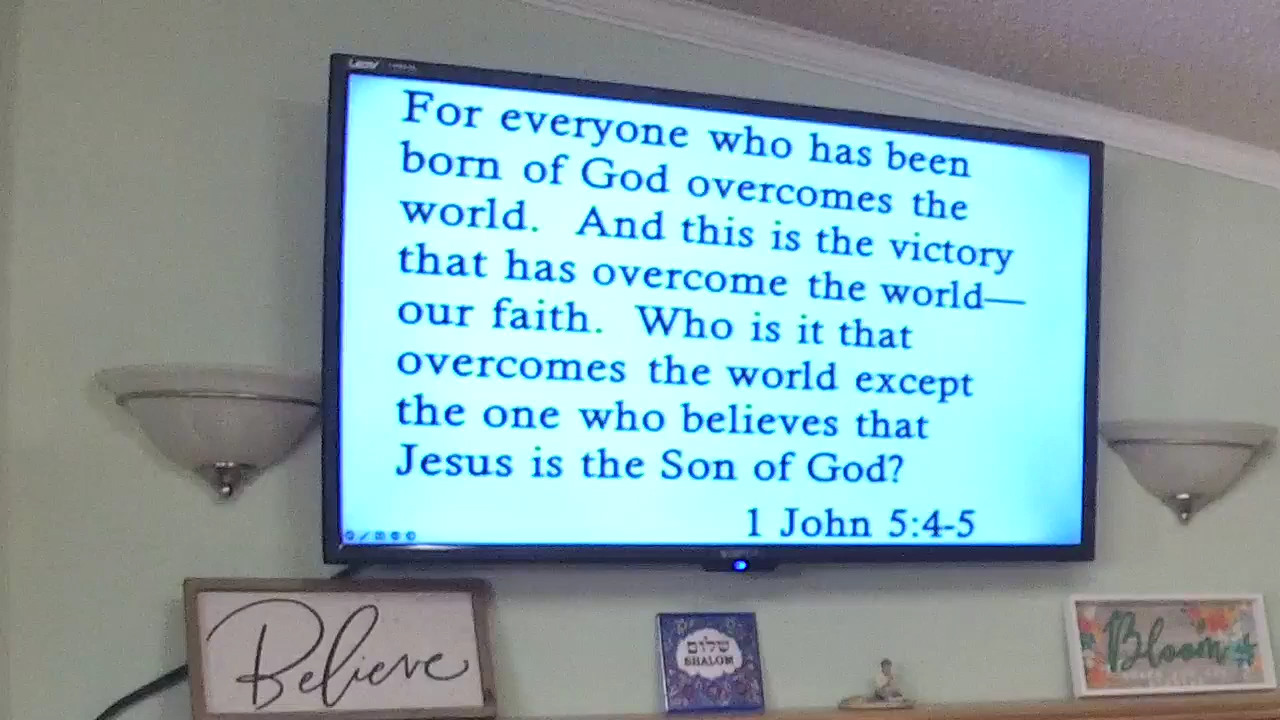 For everyone who has been
born of God overcomes the
world. And this is the victory
that has overcome the world—
our faith. Who is it that
overcomes the world except
the one who believes that
Jesus is the Son of God?
1 John 5:4-5
Believe
שלום
SHALOM
Bloom